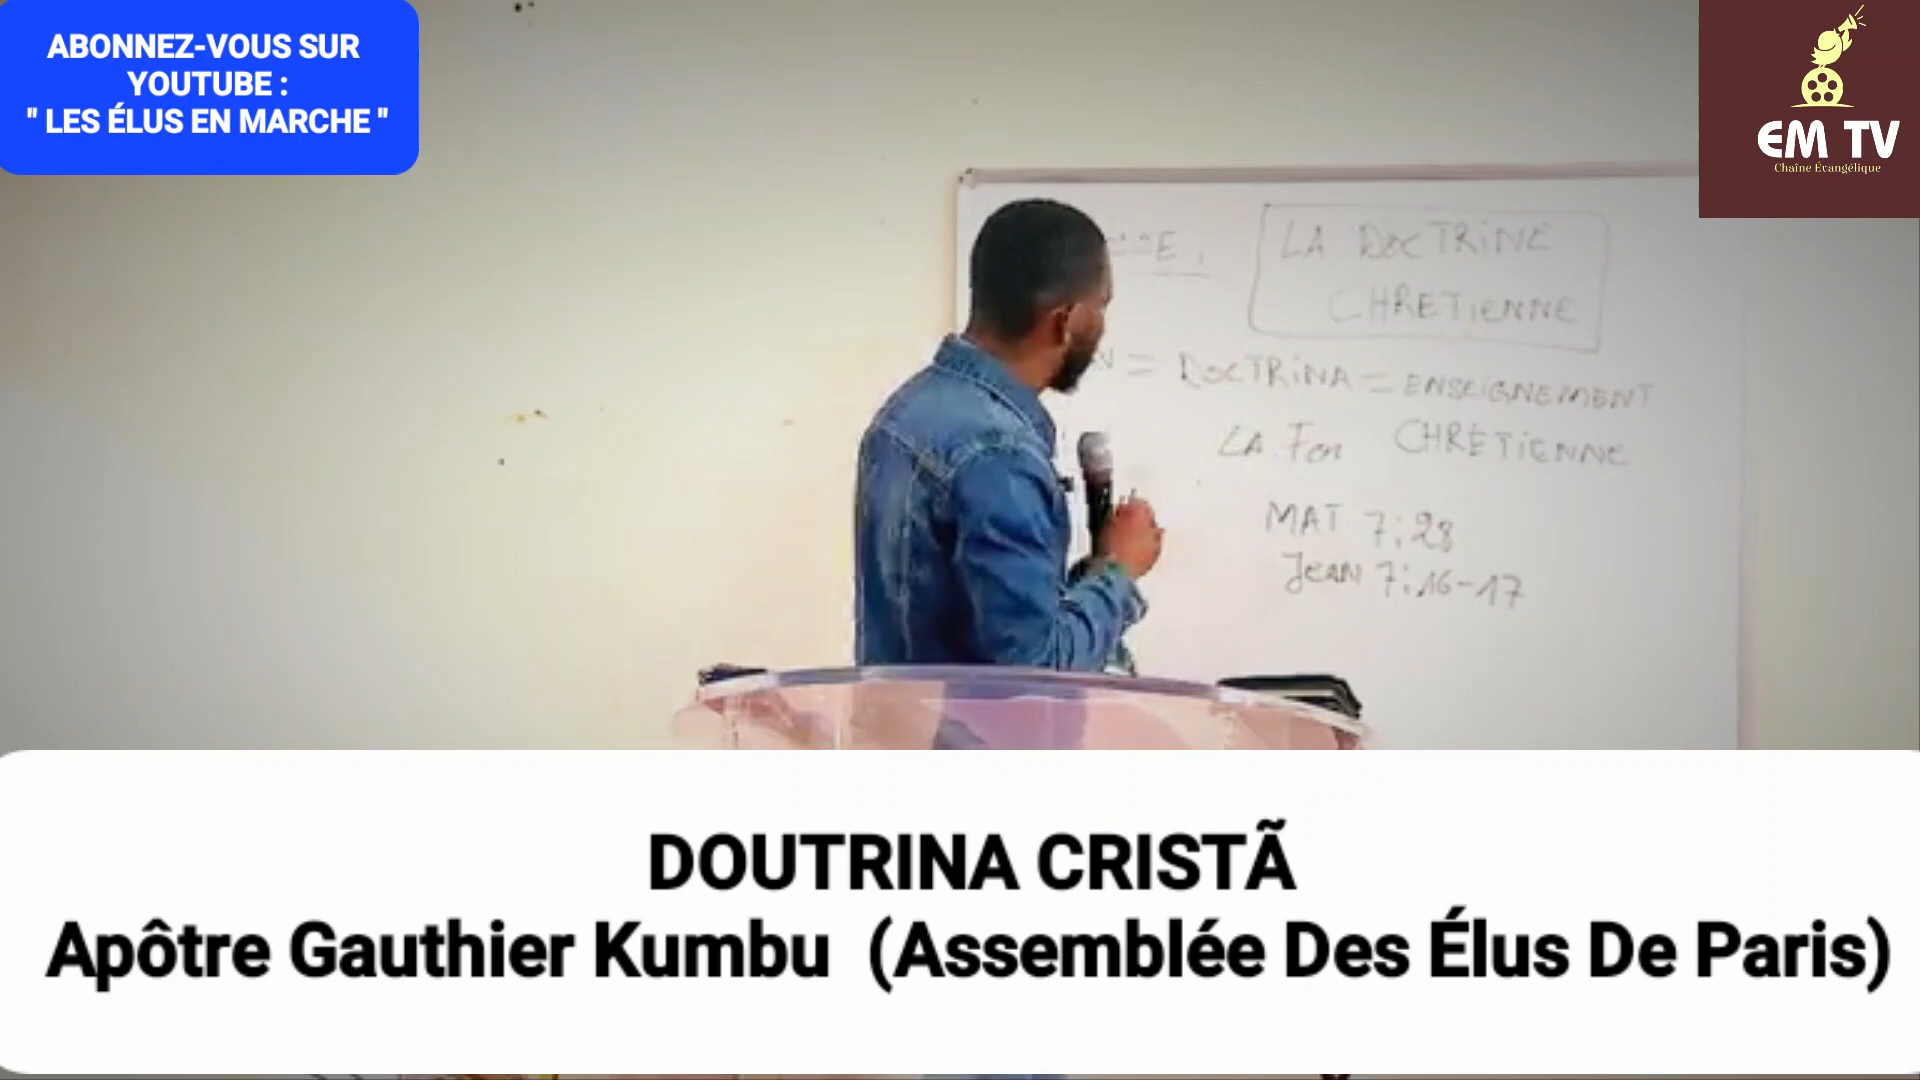 ABONNEZ-VOUS SUR
YOUTUBE :
" LES ÉLUS EN MARCHE "
EM TV
Chaîne Évangélique
LA DOCTRINE
CHRETIENNE
= DOCTRINA = ENSEIGNEMENT
LA FOI CHRÉTIENNE
MAT 7:28
Jean 7:16-17
DOUTRINA CRISTÃ
Apôtre Gauthier Kumbu (Assemblée Des Élus De Paris)